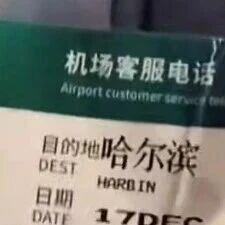 机场客服电话
Airport customer service
目的地 哈尔滨
DEST
HARBIN
日期
DATE 17DEC